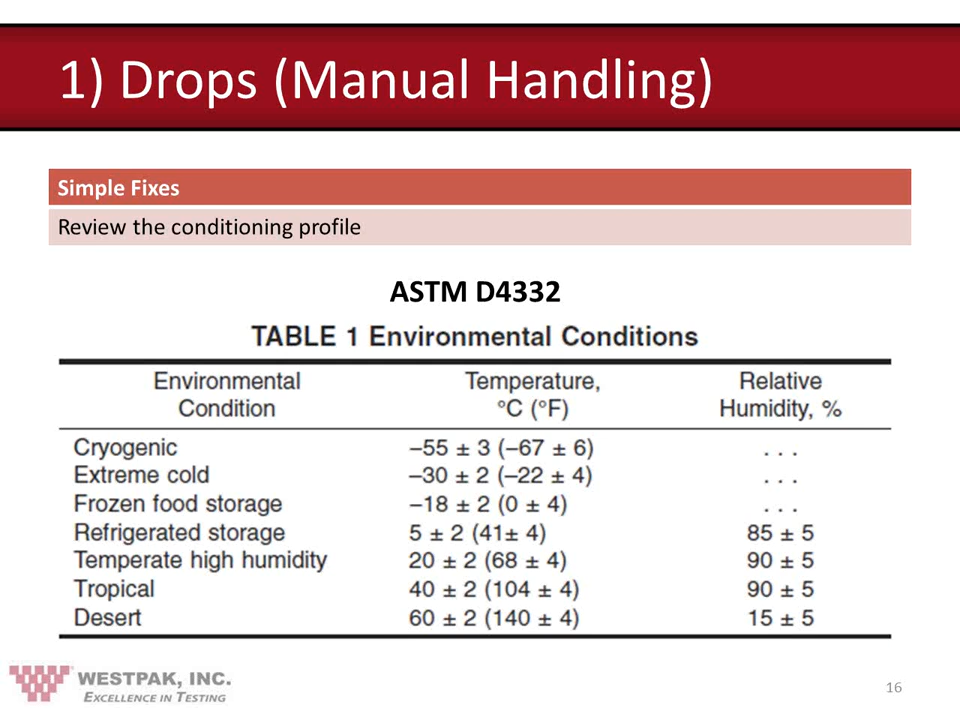 1) Drops (Manual Handling)
Simple Fixes
Review the conditioning profile
ASTM D4332
TABLE 1 Environmental Conditions
Environmental Condition Temperature, °C (°F) Relative Humidity, %
Cryogenic –55 ± 3 (–67 ± 6) . . .
Extreme cold –30 ± 2 (–22 ± 4) . . .
Frozen food storage –18 ± 2 (0 ± 4) . . .
Refrigerated storage 5 ± 2 (41± 4) 85 ± 5
Temperate high humidity 20 ± 2 (68 ± 4) 90 ± 5
Tropical 40 ± 2 (104 ± 4) 90 ± 5
Desert 60 ± 2 (140 ± 4) 15 ± 5
WESTPAK, INC.
EXCELLENCE IN TESTING
16